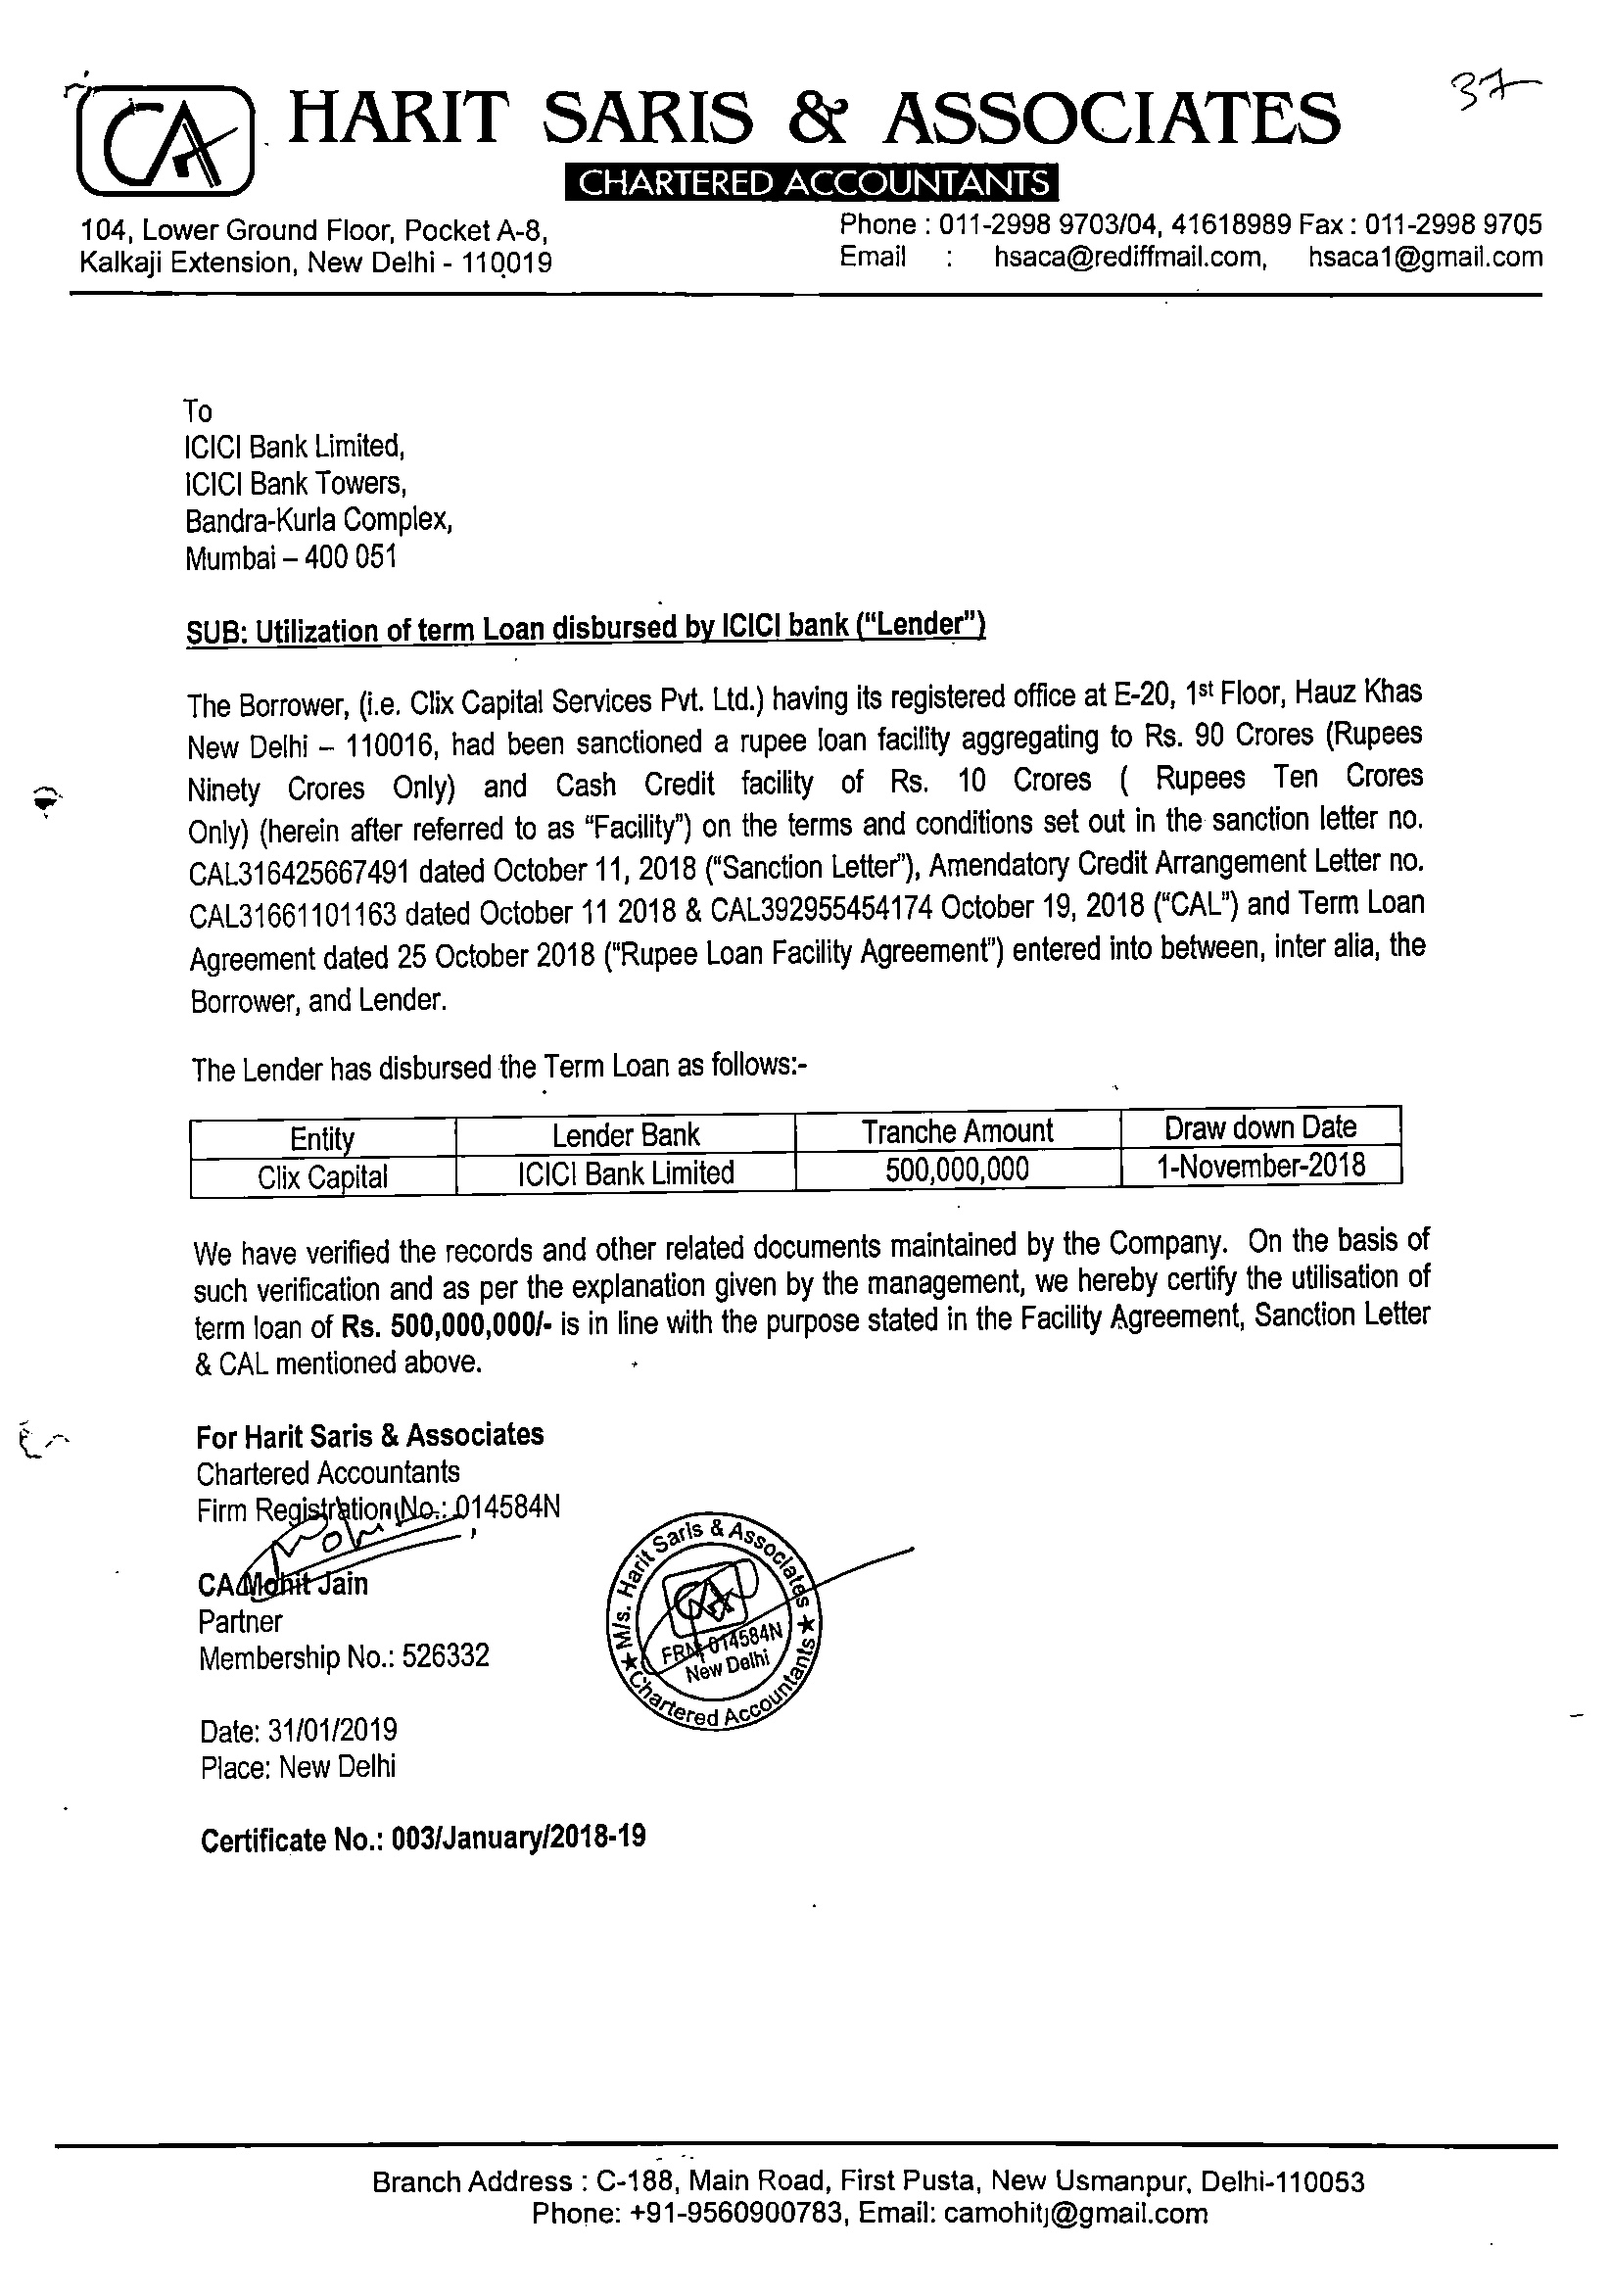 37
CA
HARIT SARIS & ASSOCIATES
CHARTERED ACCOUNTANTS
104, Lower Ground Floor, Pocket A-8,
Kalkaji Extension, New Delhi - 110019
Phone : 011-2998 9703/04, 41618989 Fax : 011-2998 9705
Email : hsaca@rediffmail.com, hsaca1@gmail.com
To
ICICI Bank Limited,
ICICI Bank Towers,
Bandra-Kurla Complex,
Mumbai – 400 051
SUB: Utilization of term Loan disbursed by ICICI bank (“Lender”)
The Borrower, (i.e. Clix Capital Services Pvt. Ltd.) having its registered office at E-20, 1st Floor, Hauz Khas
New Delhi – 110016, had been sanctioned a rupee loan facility aggregating to Rs. 90 Crores (Rupees
Ninety Crores Only) and Cash Credit facility of Rs. 10 Crores ( Rupees Ten Crores
Only) (herein after referred to as “Facility”) on the terms and conditions set out in the sanction letter no.
CAL316425667491 dated October 11, 2018 (“Sanction Letter”), Amendatory Credit Arrangement Letter no.
CAL31661101163 dated October 11 2018 & CAL392955454174 October 19, 2018 (“CAL”) and Term Loan
Agreement dated 25 October 2018 (“Rupee Loan Facility Agreement”) entered into between, inter alia, the
Borrower, and Lender.
The Lender has disbursed the Term Loan as follows:-
Entity Lender Bank Tranche Amount Draw down Date
Clix Capital ICICI Bank Limited 500,000,000 1-November-2018
We have verified the records and other related documents maintained by the Company. On the basis of
such verification and as per the explanation given by the management, we hereby certify the utilisation of
term loan of Rs. 500,000,000/- is in line with the purpose stated in the Facility Agreement, Sanction Letter
& CAL mentioned above.
For Harit Saris & Associates
Chartered Accountants
Firm Registration No.: 014584N
CA Mohit Jain
Partner
Membership No.: 526332
M/s. Harit Saris & Associates
CA
FRN 014584N
New Delhi
★ Chartered Accountants ★
Date: 31/01/2019
Place: New Delhi
Certificate No.: 003/January/2018-19
Branch Address : C-188, Main Road, First Pusta, New Usmanpur, Delhi-110053
Phone: +91-9560900783, Email: camohitj@gmail.com